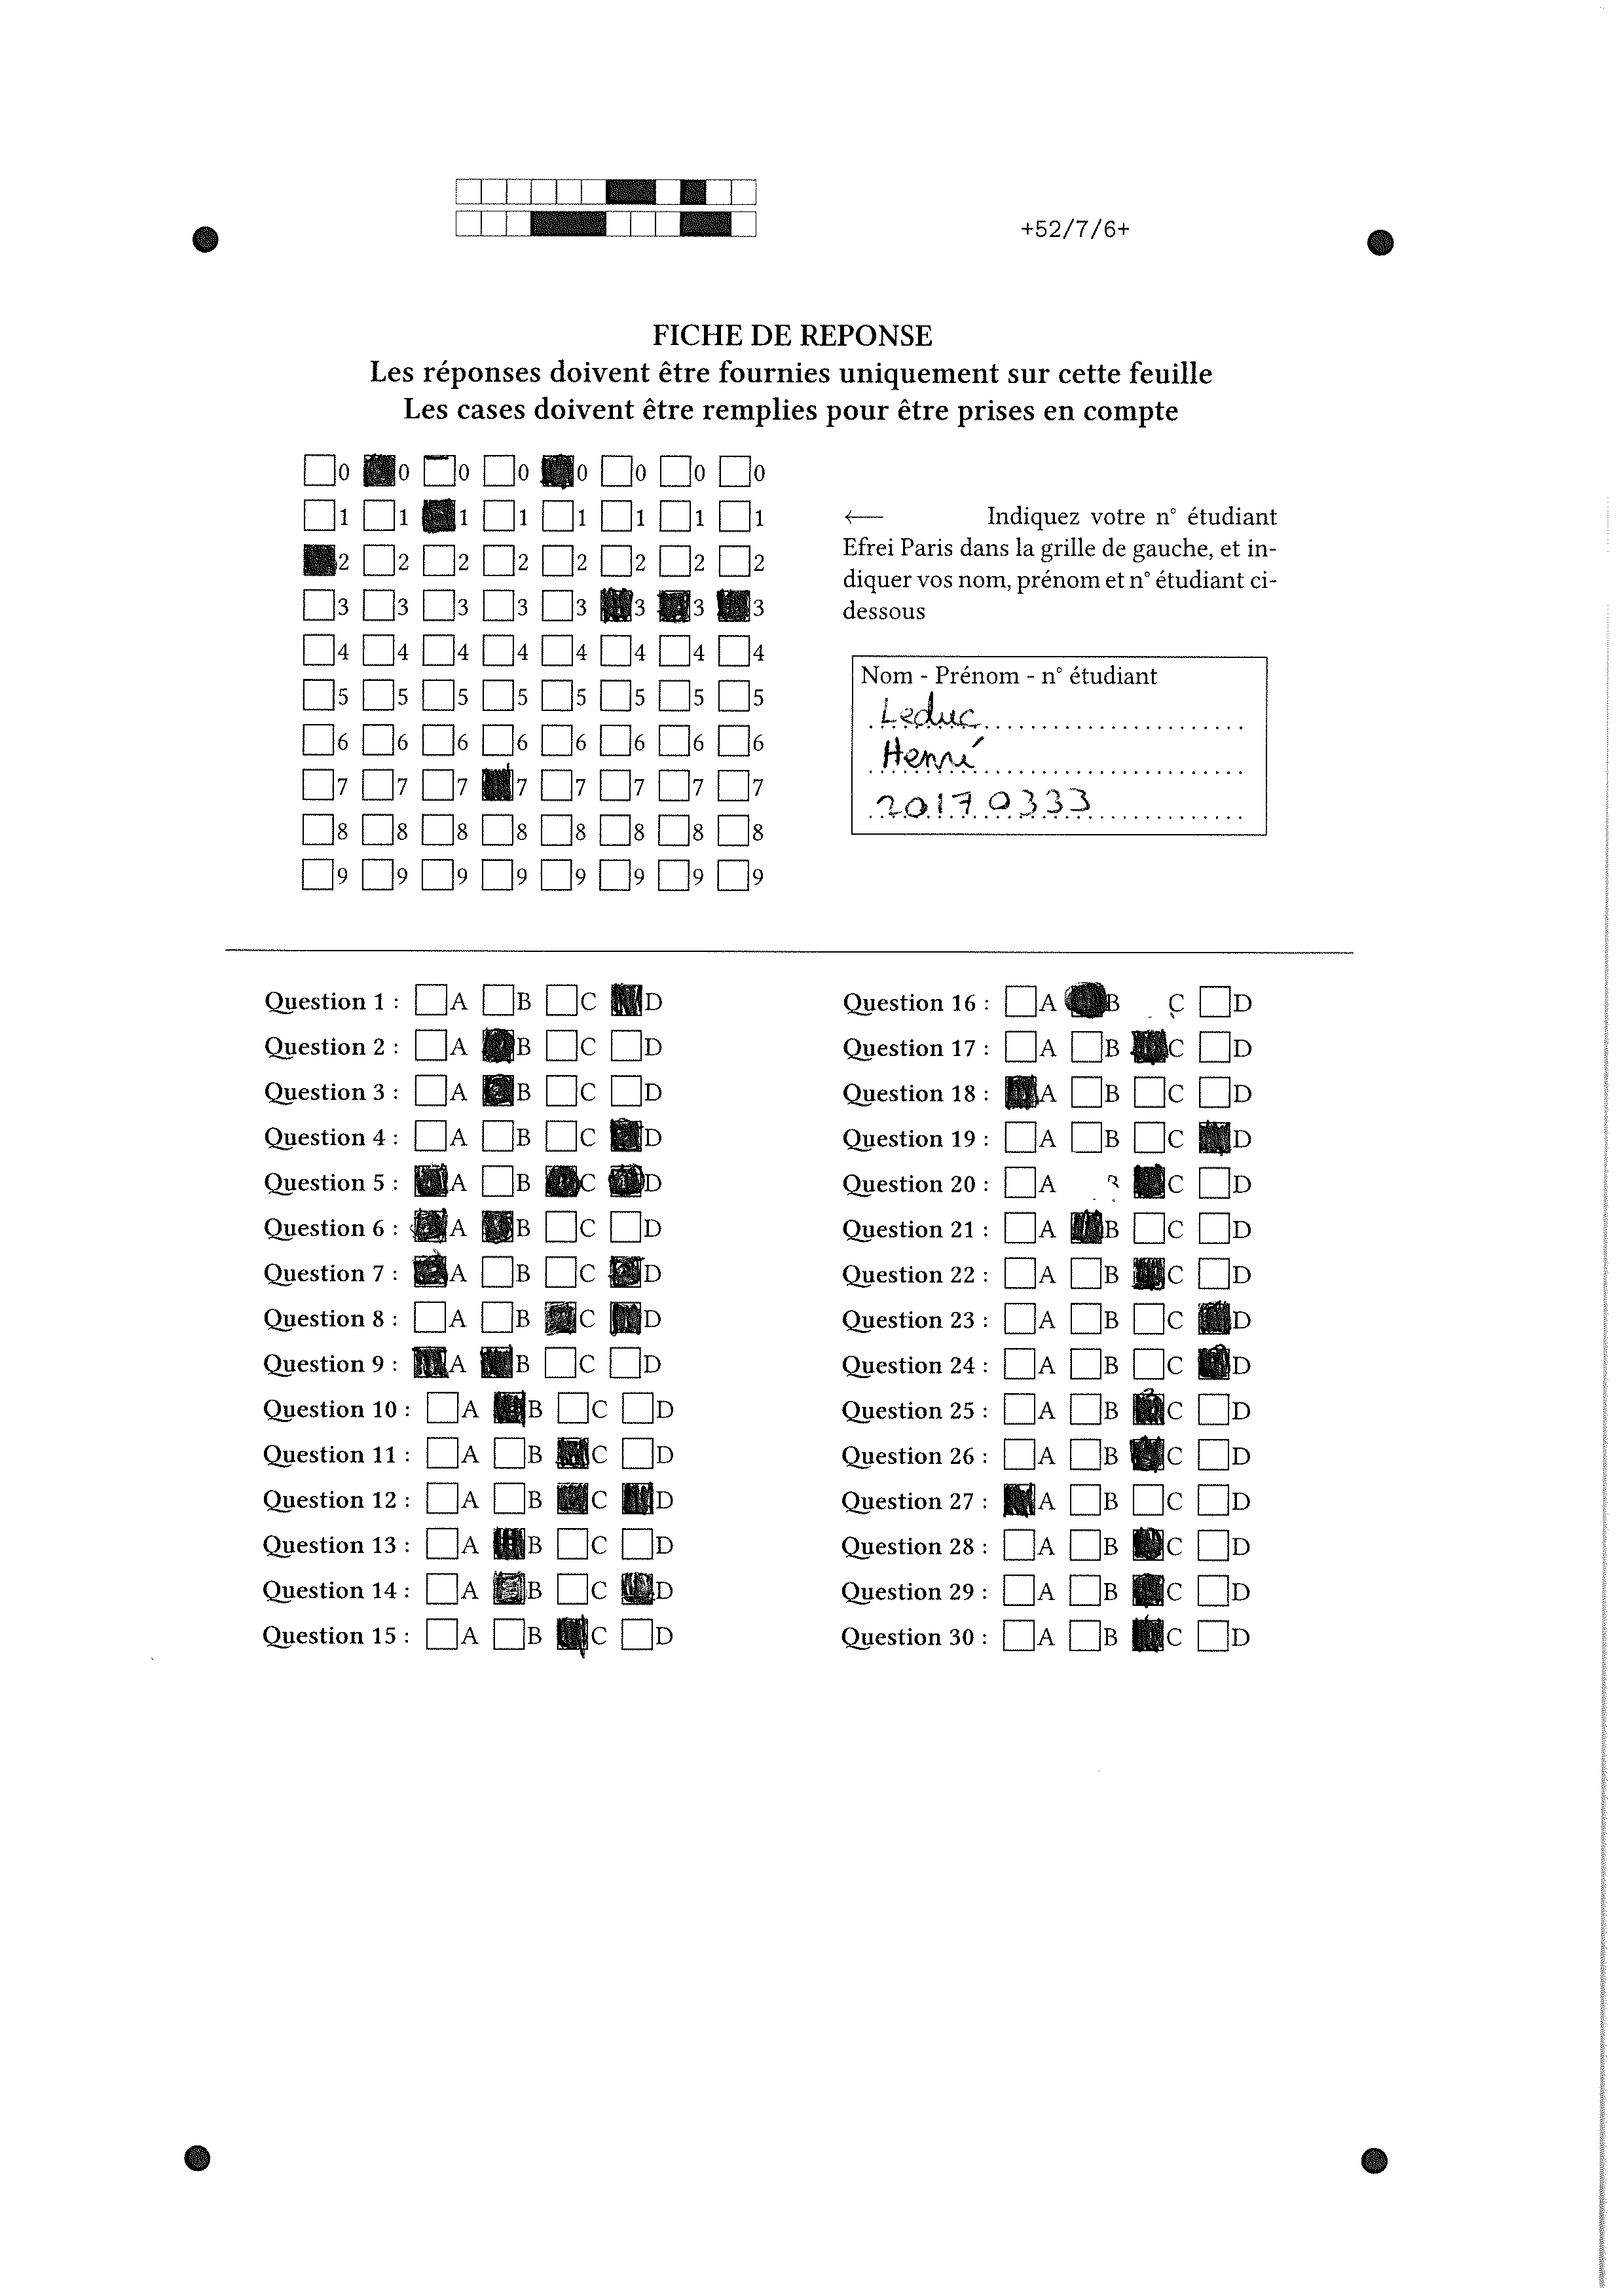 +52/7/6+
FICHE DE REPONSE
Les réponses doivent être fournies uniquement sur cette feuille
Les cases doivent être remplies pour être prises en compte
0 0 0 0 0 0 0 0
1 1 1 1 1 1 1 1
2 2 2 2 2 2 2 2
3 3 3 3 3 3 3 3
4 4 4 4 4 4 4 4
5 5 5 5 5 5 5 5
6 6 6 6 6 6 6 6
7 7 7 7 7 7 7 7
8 8 8 8 8 8 8 8
9 9 9 9 9 9 9 9
← Indiquez votre n° étudiant
Efrei Paris dans la grille de gauche, et in-
diquer vos nom, prénom et n° étudiant ci-
dessous
Nom - Prénom - n° étudiant
Leduc
Henri
20170333
Question 1 : A B C D
Question 2 : A B C D
Question 3 : A B C D
Question 4 : A B C D
Question 5 : A B C D
Question 6 : A B C D
Question 7 : A B C D
Question 8 : A B C D
Question 9 : A B C D
Question 10 : A B C D
Question 11 : A B C D
Question 12 : A B C D
Question 13 : A B C D
Question 14 : A B C D
Question 15 : A B C D
Question 16 : A B C D
Question 17 : A B C D
Question 18 : A B C D
Question 19 : A B C D
Question 20 : A C D
Question 21 : A B C D
Question 22 : A B C D
Question 23 : A B C D
Question 24 : A B C D
Question 25 : A B C D
Question 26 : A B C D
Question 27 : A B C D
Question 28 : A B C D
Question 29 : A B C D
Question 30 : A B C D